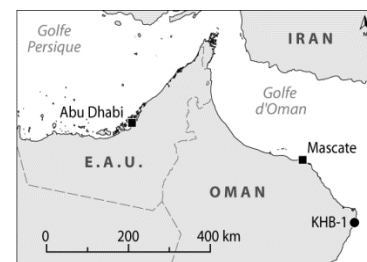 Golfe
Persique
IRAN
N
Golfe
d'Oman
Abu Dhabi
Mascate
E.A.U.
OMAN
KHB-1
0 200 400 km